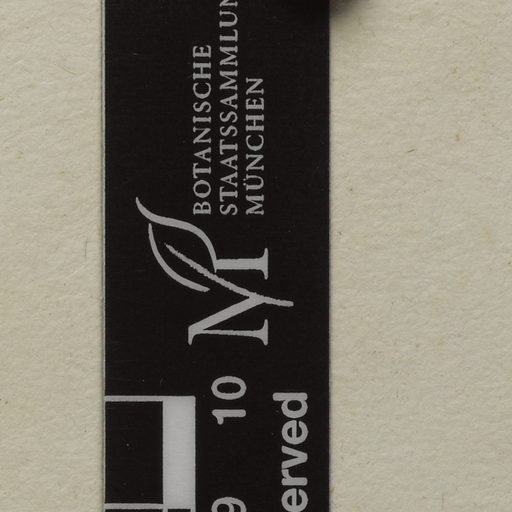 BOTANISCHE
STAATSSAMMLUN
MÜNCHEN
M
9 10
erved